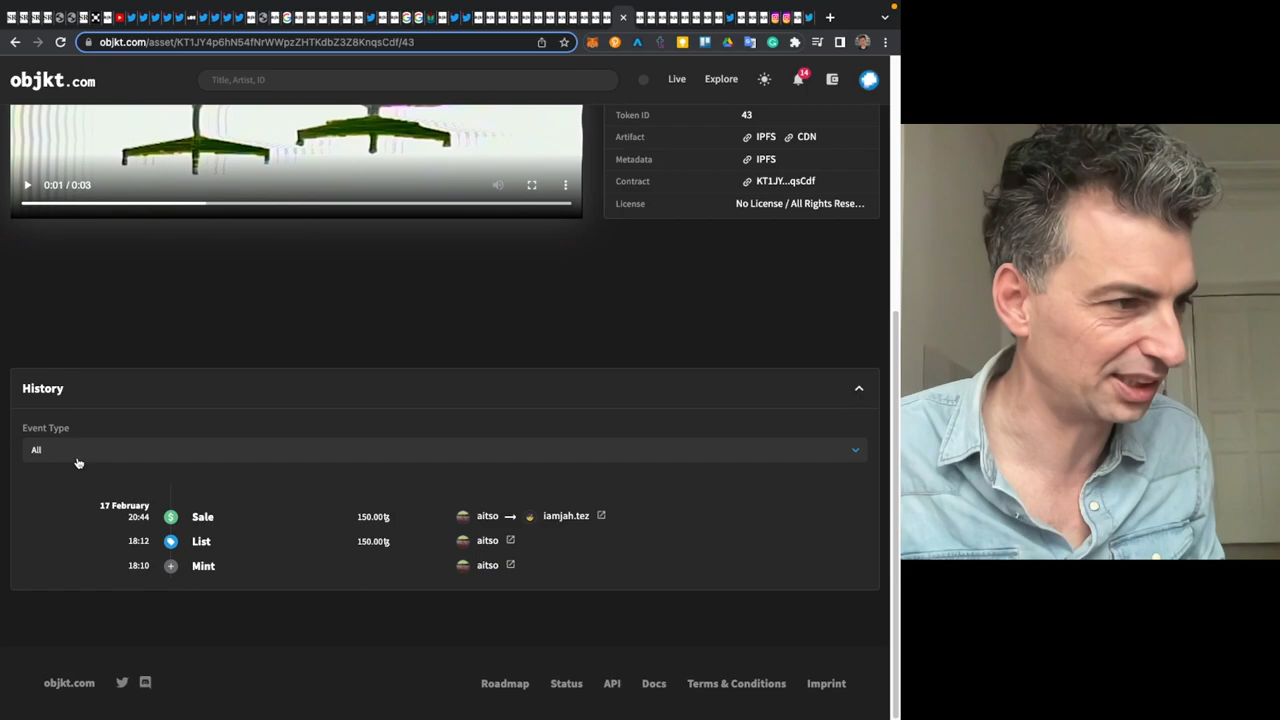 objkt.com/asset/KT1JY4p6hN54fNrWWpzZHTKdbZ3Z8KnqsCdf/43
objkt.com
Title, Artist, ID
Live
Explore
14
Token ID 43
Artifact IPFS CDN
Metadata IPFS
Contract KT1JY...qsCdf
License No License / All Rights Rese...
0:01 / 0:03
History
Event Type
All
17 February
20:44 Sale 150.00ꜩ aitso → iamjah.tez
18:12 List 150.00ꜩ aitso
18:10 Mint aitso
objkt.com
Roadmap Status API Docs Terms & Conditions Imprint